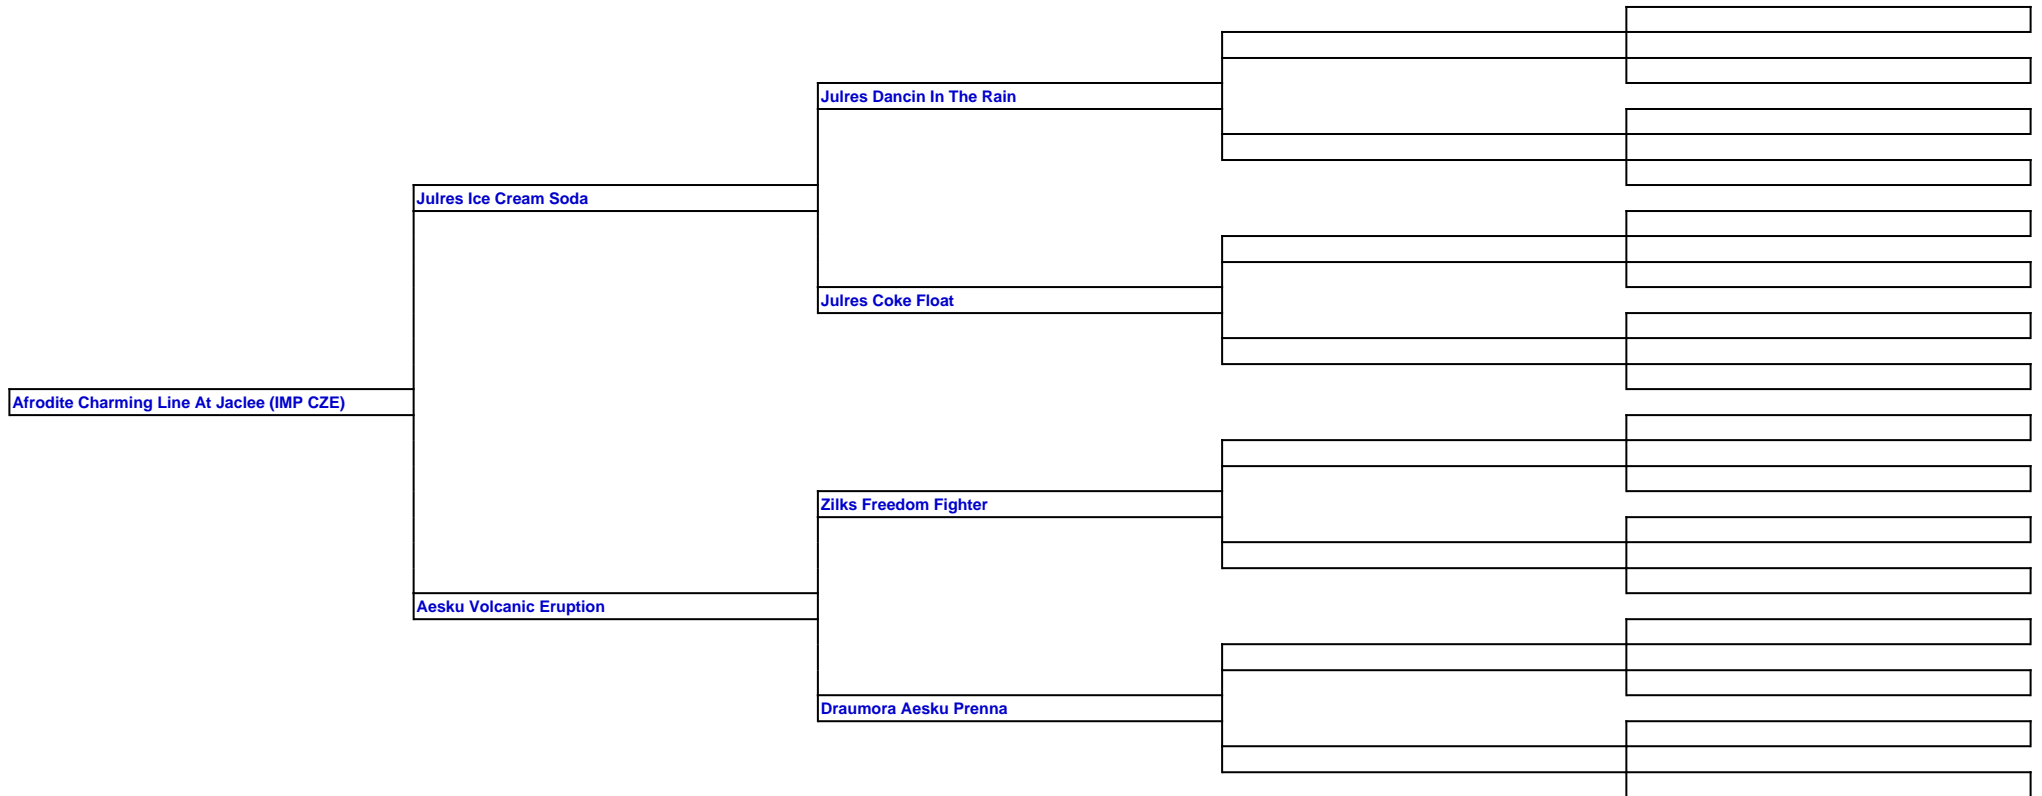 Julres Dancin In The Rain
Julres Ice Cream Soda
Julres Coke Float
Afrodite Charming Line At Jaclee (IMP CZE)
Zilks Freedom Fighter
Aesku Volcanic Eruption
Draumora Aesku Prenna